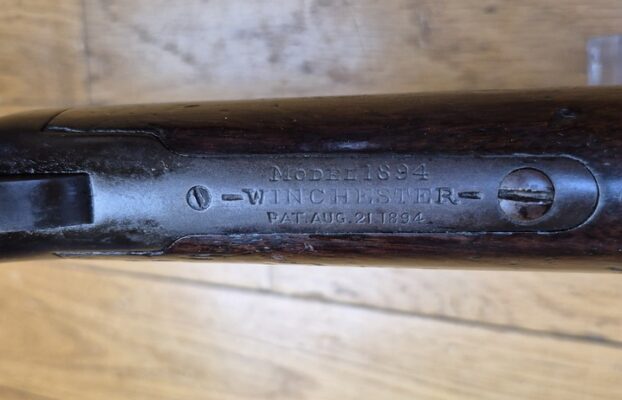 MODEL 1894
-WINCHESTER-
PAT. AUG. 21. 1894.